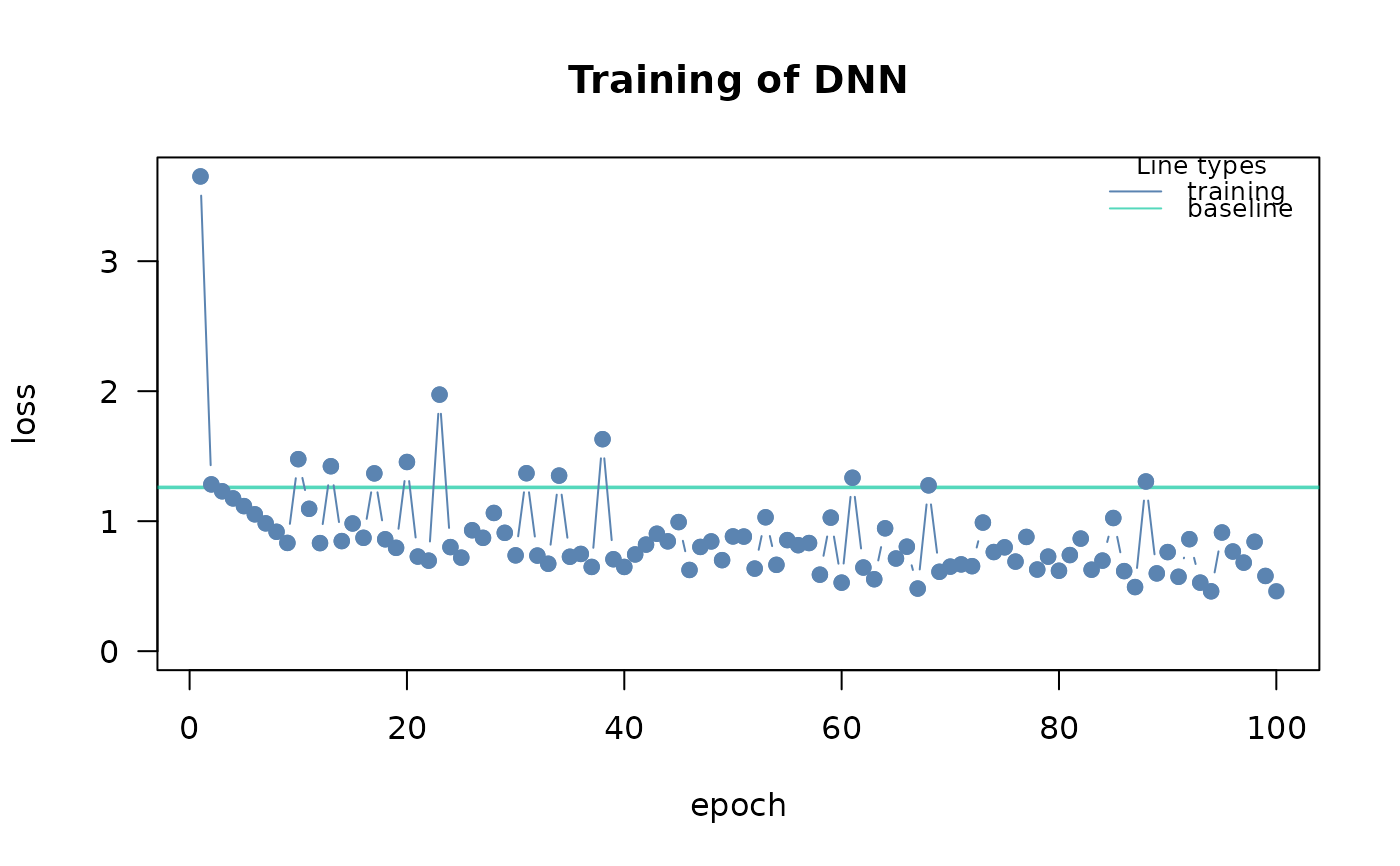 Training of DNN
Line types
training
baseline
loss
3
2
1
0
0 20 40 60 80 100
epoch